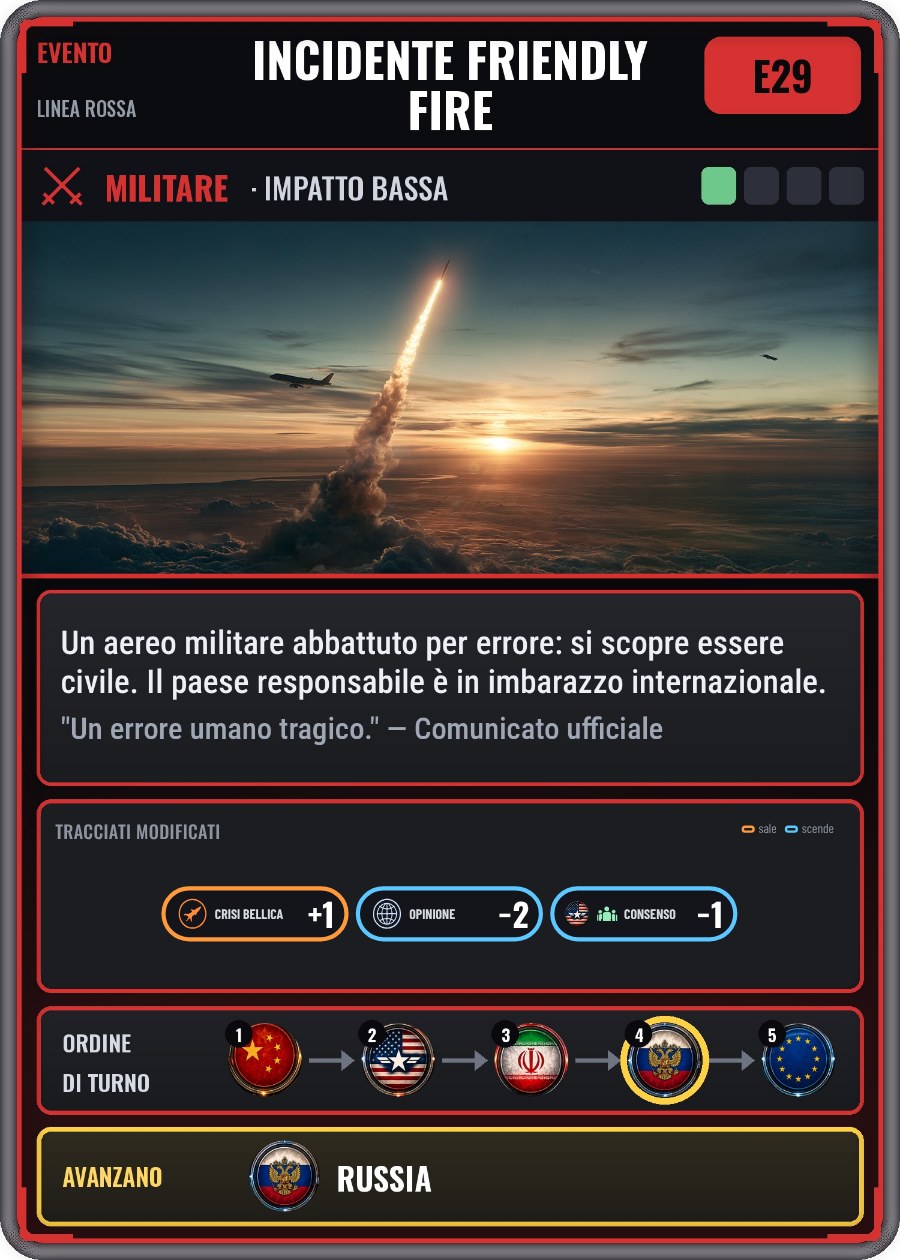 EVENTO
LINEA ROSSA
INCIDENTE FRIENDLY
FIRE
E29
MILITARE · IMPATTO BASSA
Un aereo militare abbattuto per errore: si scopre essere
civile. Il paese responsabile è in imbarazzo internazionale.
"Un errore umano tragico." — Comunicato ufficiale
TRACCIATI MODIFICATI
sale scende
CRISI BELLICA +1
OPINIONE -2
CONSENSO -1
ORDINE
DI TURNO
1 2 3 4 5
AVANZANO RUSSIA